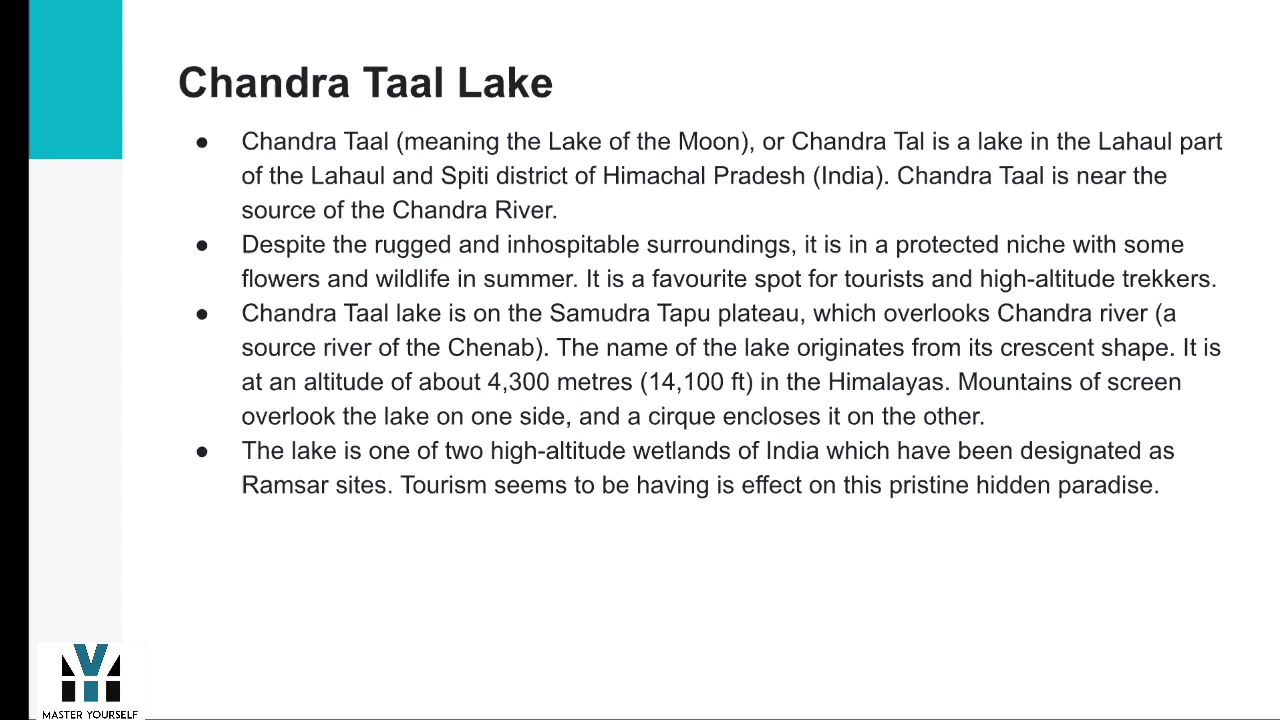 Chandra Taal Lake
● Chandra Taal (meaning the Lake of the Moon), or Chandra Tal is a lake in the Lahaul part
of the Lahaul and Spiti district of Himachal Pradesh (India). Chandra Taal is near the
source of the Chandra River.
● Despite the rugged and inhospitable surroundings, it is in a protected niche with some
flowers and wildlife in summer. It is a favourite spot for tourists and high-altitude trekkers.
● Chandra Taal lake is on the Samudra Tapu plateau, which overlooks Chandra river (a
source river of the Chenab). The name of the lake originates from its crescent shape. It is
at an altitude of about 4,300 metres (14,100 ft) in the Himalayas. Mountains of screen
overlook the lake on one side, and a cirque encloses it on the other.
● The lake is one of two high-altitude wetlands of India which have been designated as
Ramsar sites. Tourism seems to be having is effect on this pristine hidden paradise.
MASTER YOURSELF